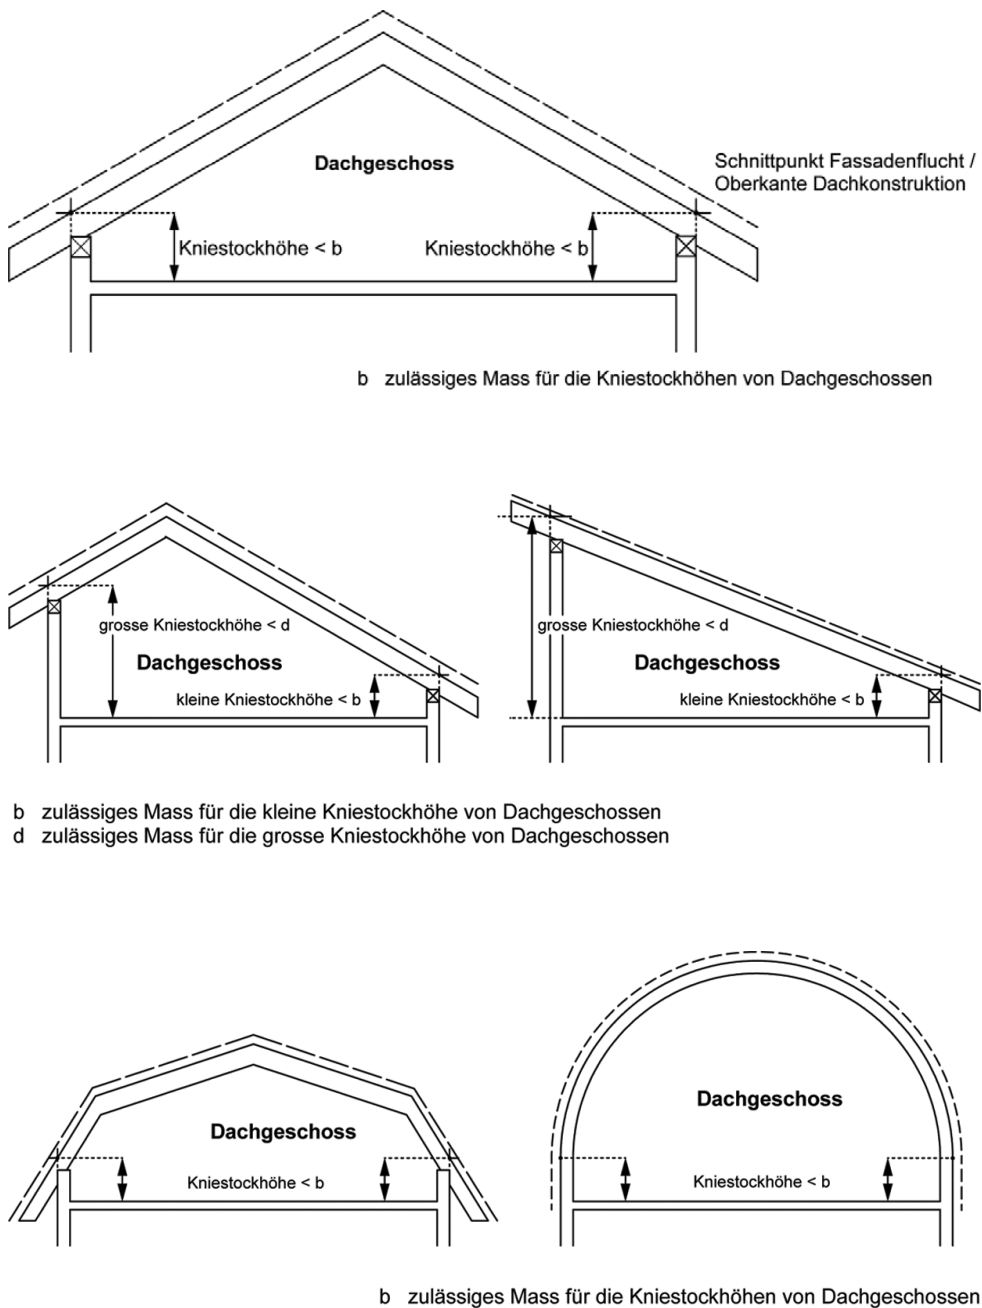 Dachgeschoss
Schnittpunkt Fassadenflucht /
Oberkante Dachkonstruktion
Kniestockhöhe < b
Kniestockhöhe < b
b zulässiges Mass für die Kniestockhöhen von Dachgeschossen
grosse Kniestockhöhe < d
Dachgeschoss
kleine Kniestockhöhe < b
grosse Kniestockhöhe < d
Dachgeschoss
kleine Kniestockhöhe < b
b zulässiges Mass für die kleine Kniestockhöhe von Dachgeschossen
d zulässiges Mass für die grosse Kniestockhöhe von Dachgeschossen
Dachgeschoss
Kniestockhöhe < b
Dachgeschoss
Kniestockhöhe < b
b zulässiges Mass für die Kniestockhöhen von Dachgeschossen